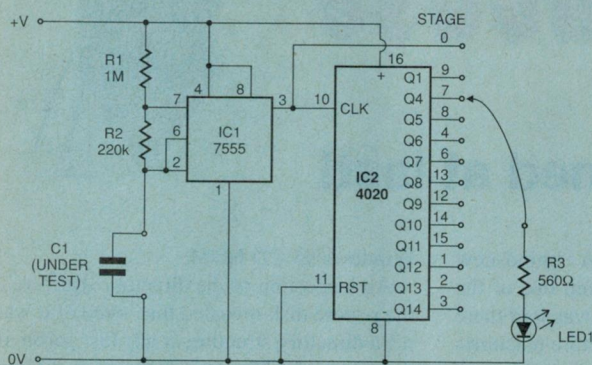 STAGE
+V
0
R1
1M
4
8
16
+
Q1
9
7
3
10
CLK
Q4
7
Q5
8
R2
220k
6
IC1
7555
Q6
4
2
IC2
4020
Q7
6
Q8
13
1
Q9
12
Q10
14
C1
(UNDER
TEST)
Q11
15
R3
560Ω
Q12
1
11
RST
Q13
2
-
Q14
3
8
LED1
0V